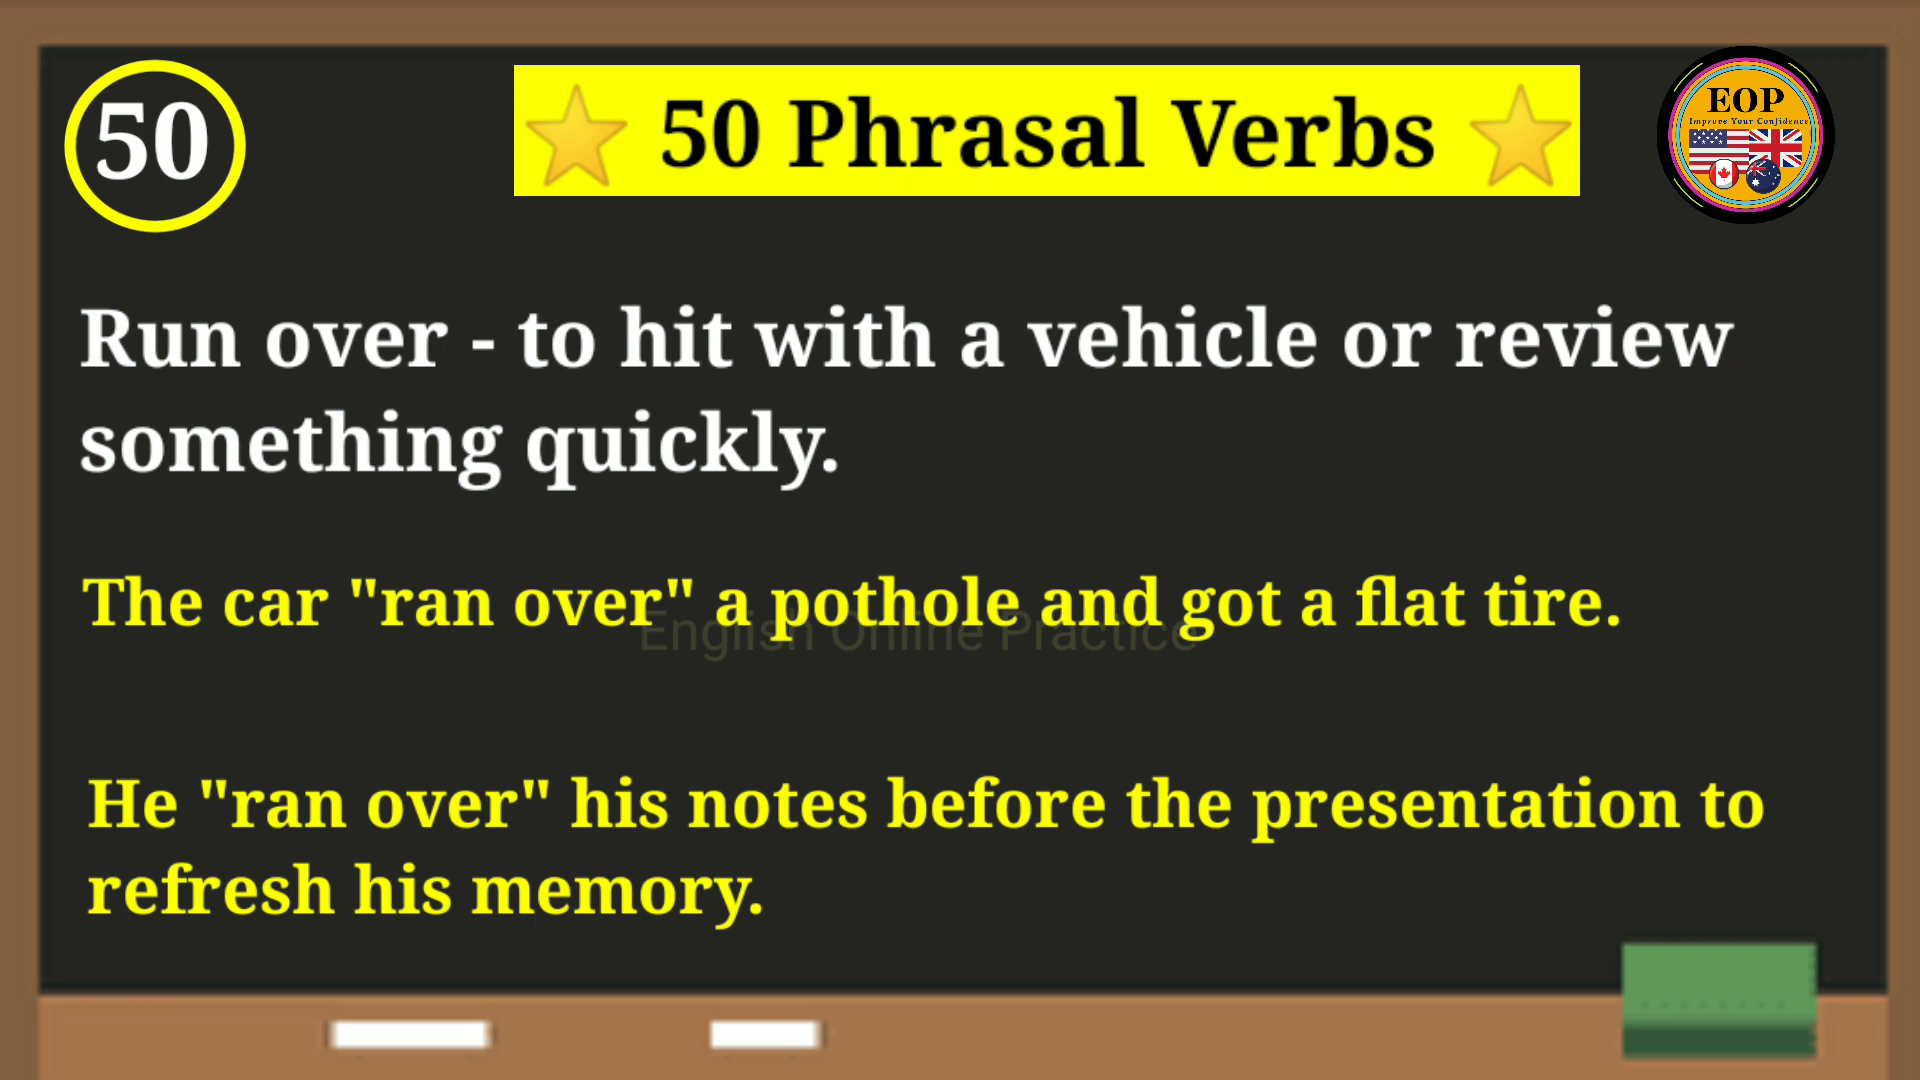 50
⭐ 50 Phrasal Verbs ⭐
EOP
Improve Your Confidence
Run over - to hit with a vehicle or review
something quickly.
The car "ran over" a pothole and got a flat tire.
English Online Practice
He "ran over" his notes before the presentation to
refresh his memory.